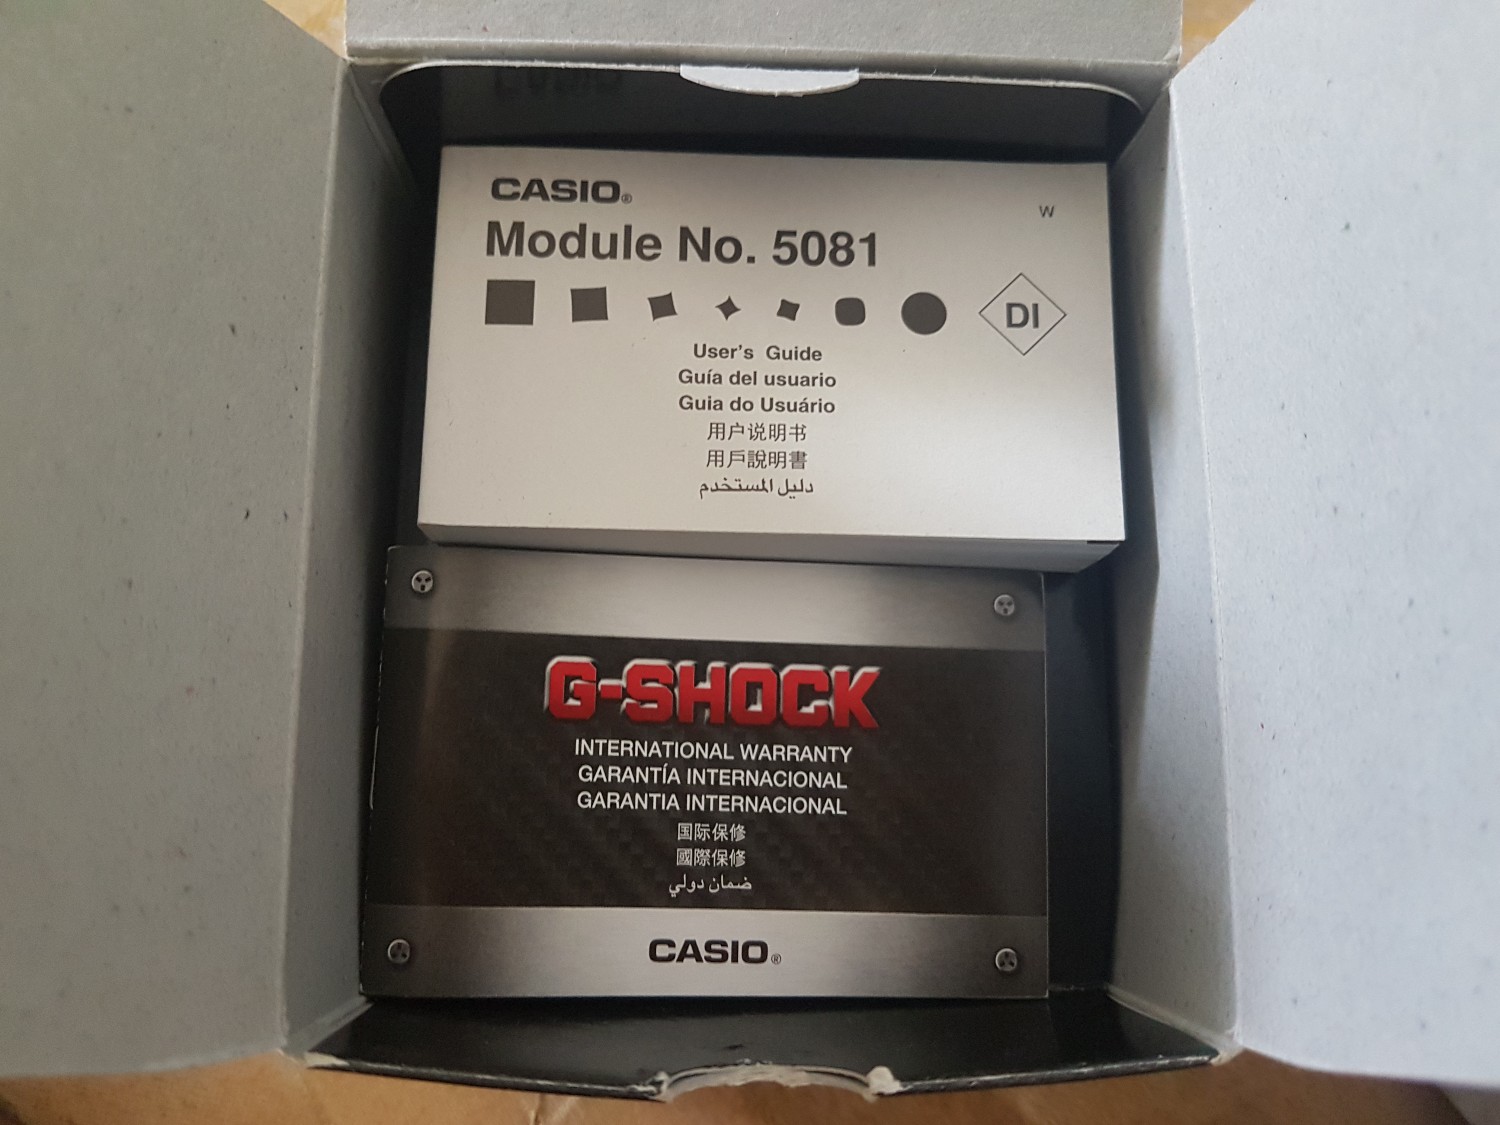 CASIO®
W
Module No. 5081
DI
User's Guide
Guía del usuario
Guia do Usuário
用户说明书
用戶說明書
دليل المستخدم
G-SHOCK
INTERNATIONAL WARRANTY
GARANTÍA INTERNACIONAL
GARANTIA INTERNACIONAL
国际保修
國際保修
ضمان دولي
CASIO®